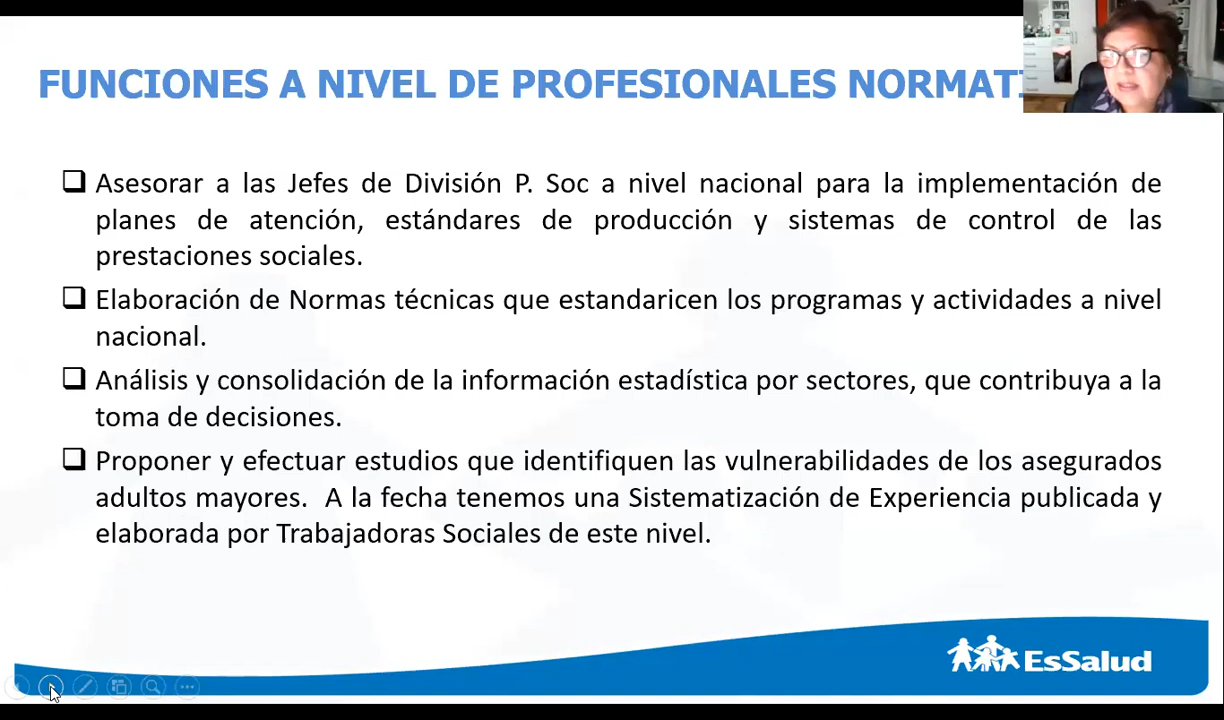 FUNCIONES A NIVEL DE PROFESIONALES NORMATI
Asesorar a las Jefes de División P. Soc a nivel nacional para la implementación de
planes de atención, estándares de producción y sistemas de control de las
prestaciones sociales.
Elaboración de Normas técnicas que estandaricen los programas y actividades a nivel
nacional.
Análisis y consolidación de la información estadística por sectores, que contribuya a la
toma de decisiones.
Proponer y efectuar estudios que identifiquen las vulnerabilidades de los asegurados
adultos mayores. A la fecha tenemos una Sistematización de Experiencia publicada y
elaborada por Trabajadoras Sociales de este nivel.
EsSalud